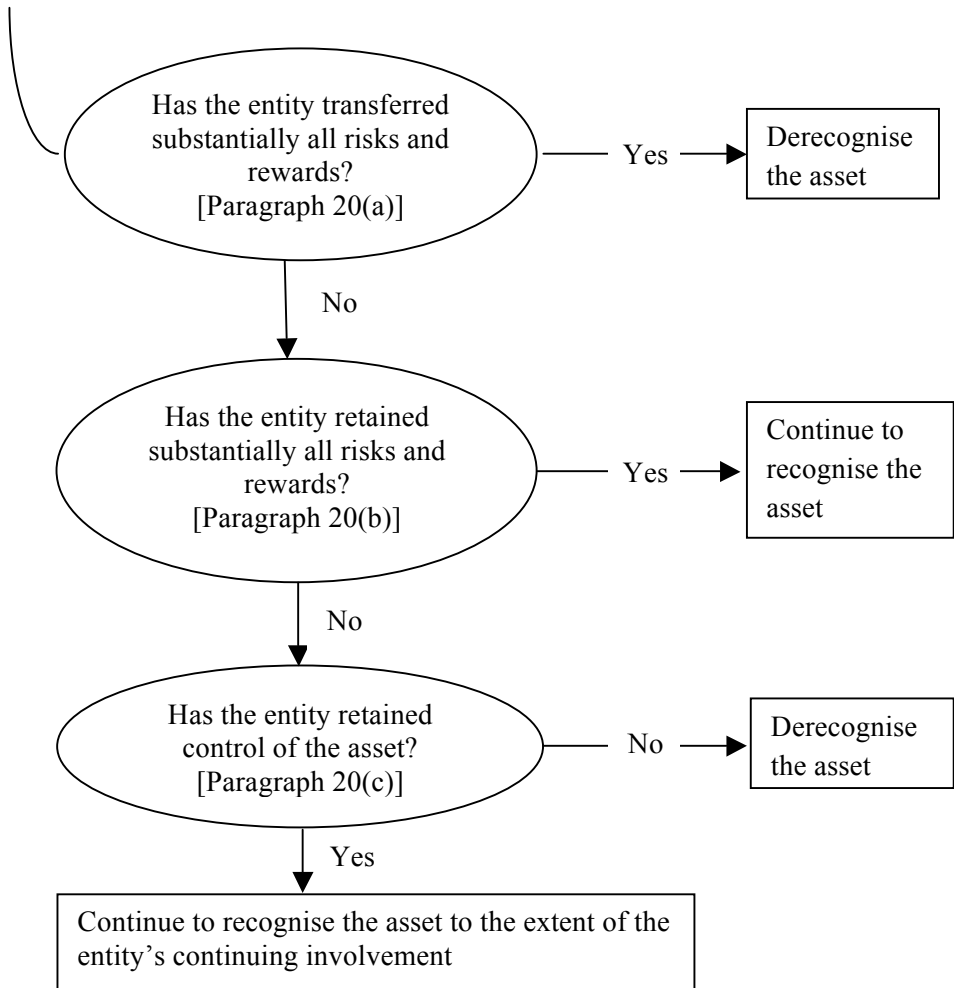 Has the entity transferred
substantially all risks and
rewards?
[Paragraph 20(a)]
Yes
Derecognise
the asset
No
Has the entity retained
substantially all risks and
rewards?
[Paragraph 20(b)]
Yes
Continue to
recognise the
asset
No
Has the entity retained
control of the asset?
[Paragraph 20(c)]
No
Derecognise
the asset
Yes
Continue to recognise the asset to the extent of the
entity’s continuing involvement